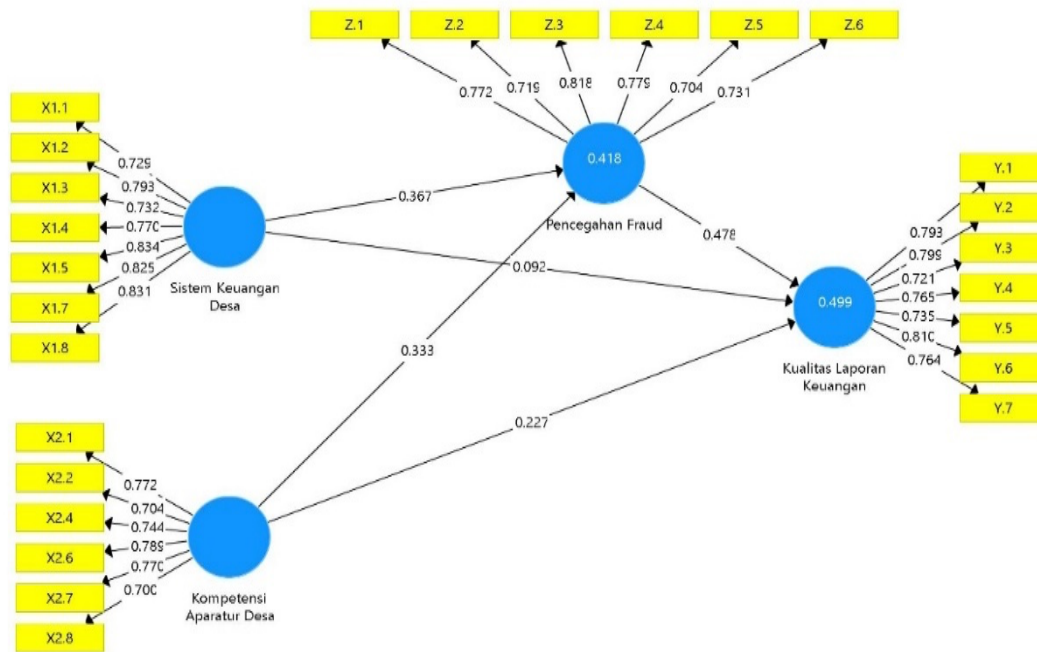 Z.1
Z.2
Z.3
Z.4
Z.5
Z.6
0.772
0.719
0.818
0.779
0.704
0.731
X1.1
X1.2
X1.3
X1.4
X1.5
X1.7
X1.8
0.729
0.793
0.732
0.770
0.834
0.825
0.831
Sistem Keuangan
Desa
0.418
Pencegahan Fraud
0.367
0.478
0.092
0.333
0.227
0.499
Kualitas Laporan
Keuangan
Y.1
Y.2
Y.3
Y.4
Y.5
Y.6
Y.7
0.793
0.799
0.721
0.765
0.735
0.810
0.764
X2.1
X2.2
X2.4
X2.6
X2.7
X2.8
0.772
0.704
0.744
0.789
0.770
0.700
Kompetensi
Aparatur Desa